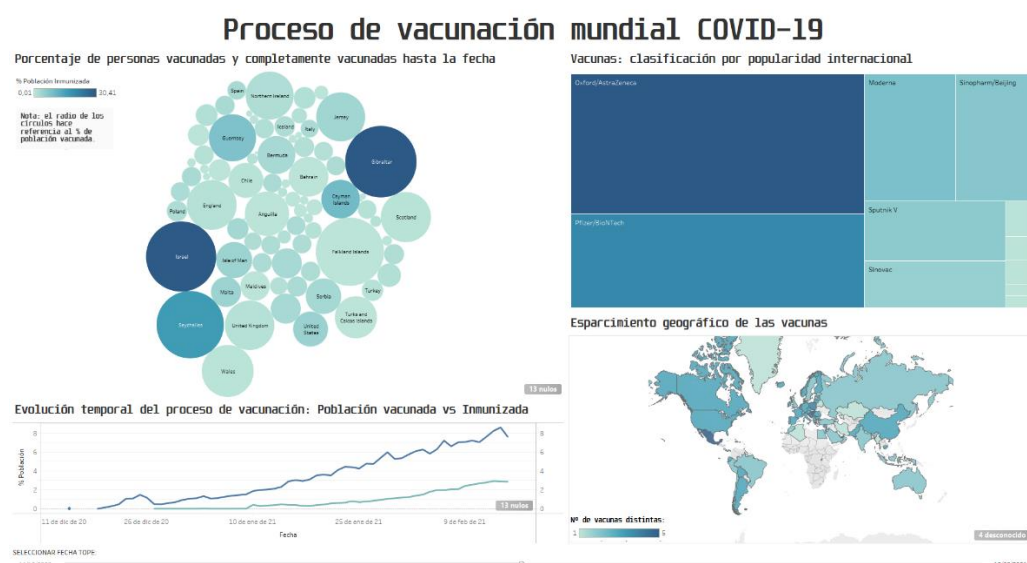 Proceso de vacunación mundial COVID-19
Porcentaje de personas vacunadas y completamente vacunadas hasta la fecha
% Población Inmunizada
0,01
30,41
Nota: el radio de los
círculos hace
referencia al % de
población vacunada.
Spain
Northern Ireland
Jersey
Guernsey
Iceland
Italy
Bermuda
Gibraltar
Chile
Bahrain
Cayman
Islands
Poland
England
Anguilla
Scotland
Israel
Isle of Man
Falkland Islands
Malta
Maldives
Serbia
Turkey
Seychelles
United Kingdom
United
States
Turks and
Caicos Islands
Wales
13 nulos
Vacunas: clasificación por popularidad internacional
Oxford/AstraZeneca
Moderna
Sinopharm/Beijing
Pfizer/BioNTech
Sputnik V
Sinovac
Esparcimiento geográfico de las vacunas
Nº de vacunas distintas:
1
4 desconocido
Evolución temporal del proceso de vacunación: Población vacunada vs Inmunizada
% Población
8
6
4
2
0
8
6
4
2
0
13 nulos
11 de dic de 20
26 de dic de 20
10 de ene de 21
25 de ene de 21
9 de feb de 21
Fecha
SELECCIONAR FECHA TOPE: